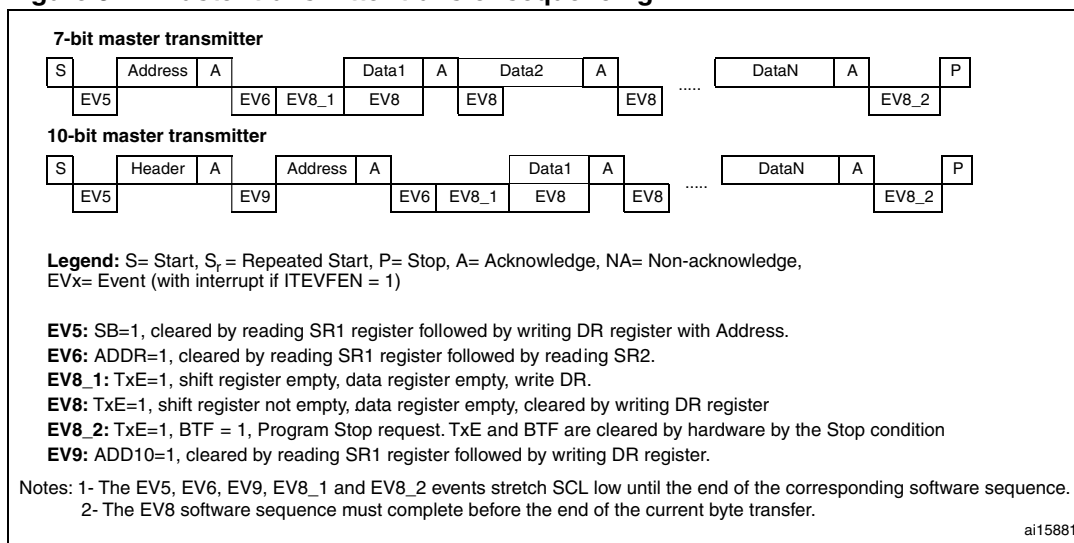 7-bit master transmitter
S Address A Data1 A Data2 A ..... DataN A P
EV5 EV6 EV8_1 EV8 EV8 EV8 EV8_2
10-bit master transmitter
S Header A Address A Data1 A ..... DataN A P
EV5 EV9 EV6 EV8_1 EV8 EV8 EV8_2
Legend: S= Start, Sr = Repeated Start, P= Stop, A= Acknowledge, NA= Non-acknowledge,
EVx= Event (with interrupt if ITEVFEN = 1)
EV5: SB=1, cleared by reading SR1 register followed by writing DR register with Address.
EV6: ADDR=1, cleared by reading SR1 register followed by reading SR2.
EV8_1: TxE=1, shift register empty, data register empty, write DR.
EV8: TxE=1, shift register not empty, data register empty, cleared by writing DR register
EV8_2: TxE=1, BTF = 1, Program Stop request. TxE and BTF are cleared by hardware by the Stop condition
EV9: ADD10=1, cleared by reading SR1 register followed by writing DR register.
Notes: 1- The EV5, EV6, EV9, EV8_1 and EV8_2 events stretch SCL low until the end of the corresponding software sequence.
2- The EV8 software sequence must complete before the end of the current byte transfer.
ai15881